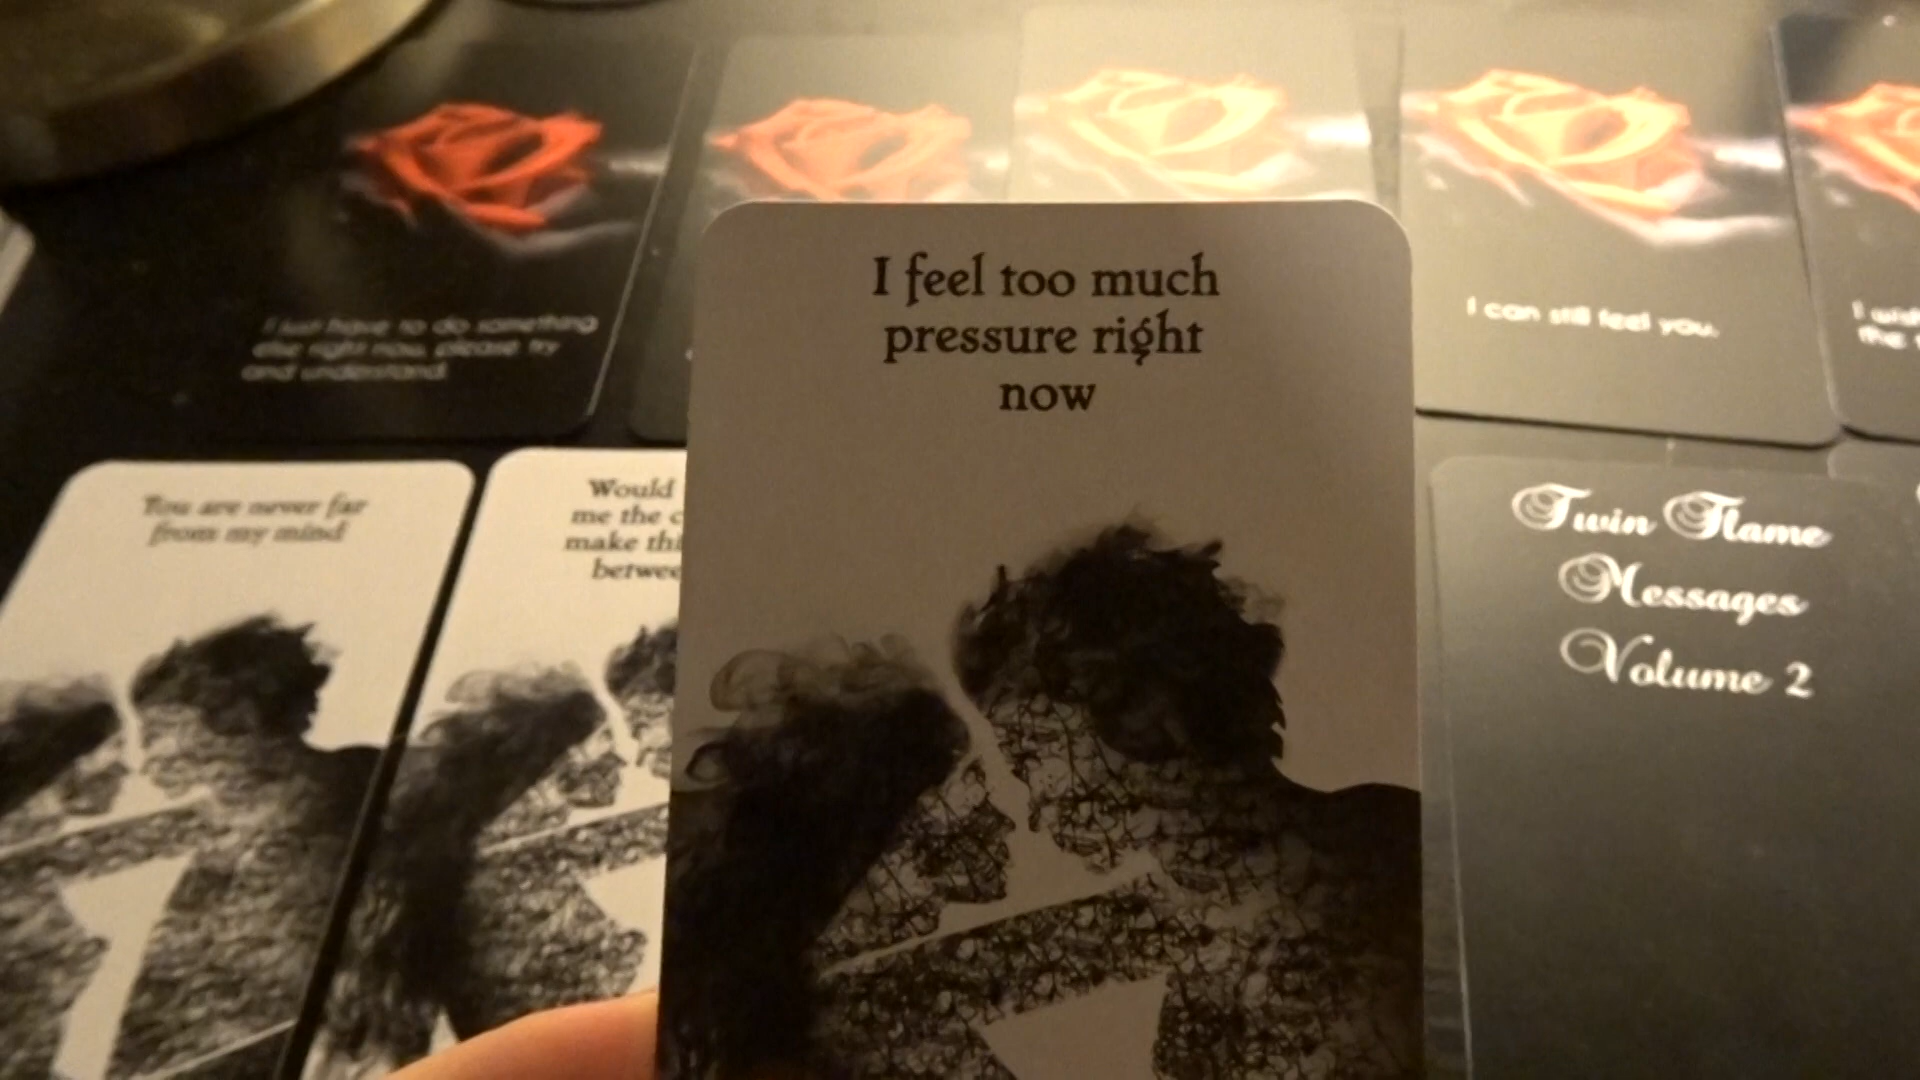 I just have to do something
else right now, please try
and understand.
I can still feel you.
I wish
the
I feel too much
pressure right
now
You are never far
from my mind
Would
me the
make
Twin Flame
Messages
Volume 2